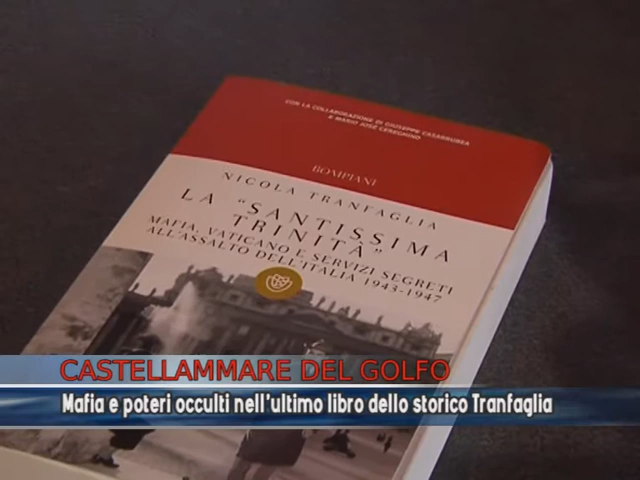 CON LA COLLABORAZIONE DI GIUSEPPE CASARRUBEA
E MARIO JOSÉ CEREGHINO
BOMPIANI
NICOLA TRANFAGLIA
LA "SANTISSIMA
TRINITÀ"
MAFIA, VATICANO E SERVIZI SEGRETI
ALL'ASSALTO DELL'ITALIA 1943-1947
CASTELLAMMARE DEL GOLFO
Mafia e poteri occulti nell'ultimo libro dello storico Tranfaglia